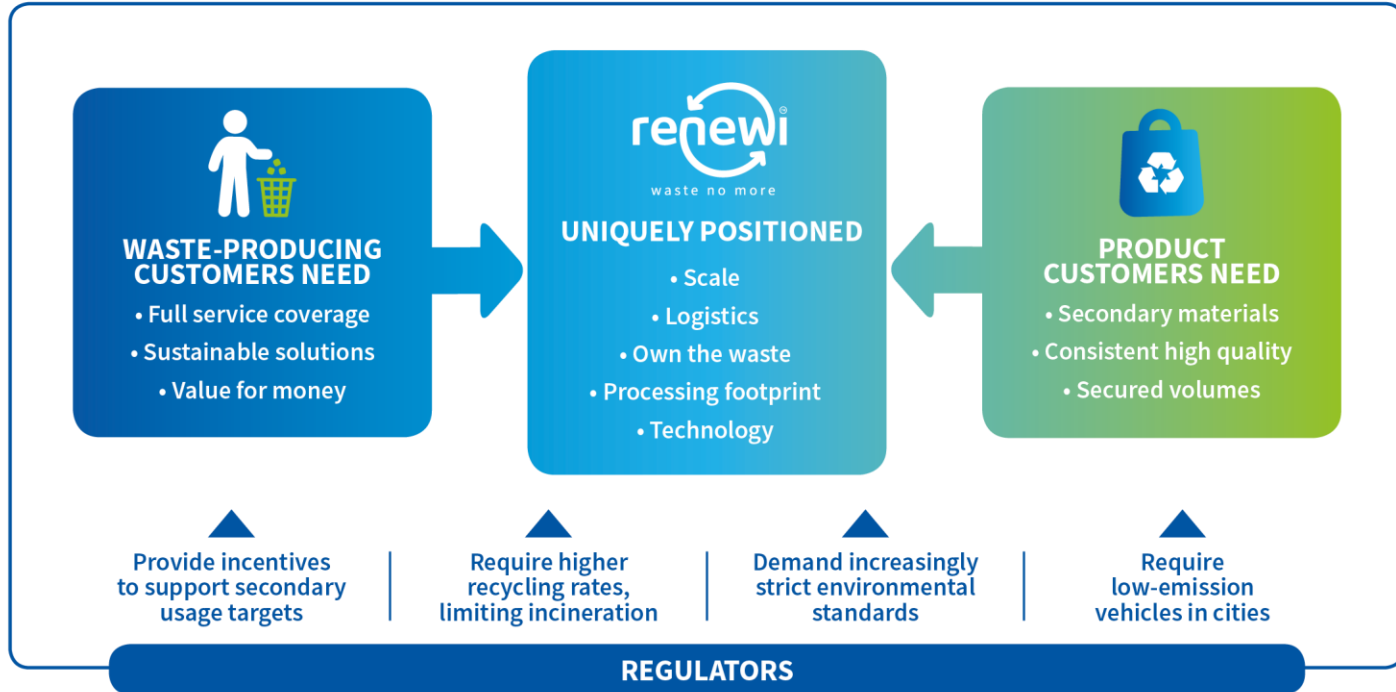 WASTE-PRODUCING
CUSTOMERS NEED
• Full service coverage
• Sustainable solutions
• Value for money
renewi
waste no more
UNIQUELY POSITIONED
• Scale
• Logistics
• Own the waste
• Processing footprint
• Technology
PRODUCT
CUSTOMERS NEED
• Secondary materials
• Consistent high quality
• Secured volumes
Provide incentives
to support secondary
usage targets
Require higher
recycling rates,
limiting incineration
Demand increasingly
strict environmental
standards
Require
low-emission
vehicles in cities
REGULATORS